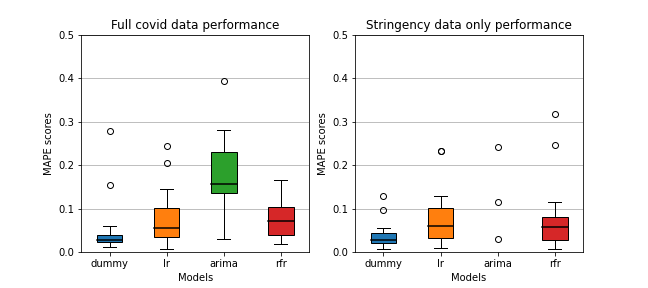 Full covid data performance
0.5
0.4
0.3
0.2
0.1
0.0
MAPE scores
dummy lr arima rfr
Models
Stringency data only performance
0.5
0.4
0.3
0.2
0.1
0.0
MAPE scores
dummy lr arima rfr
Models